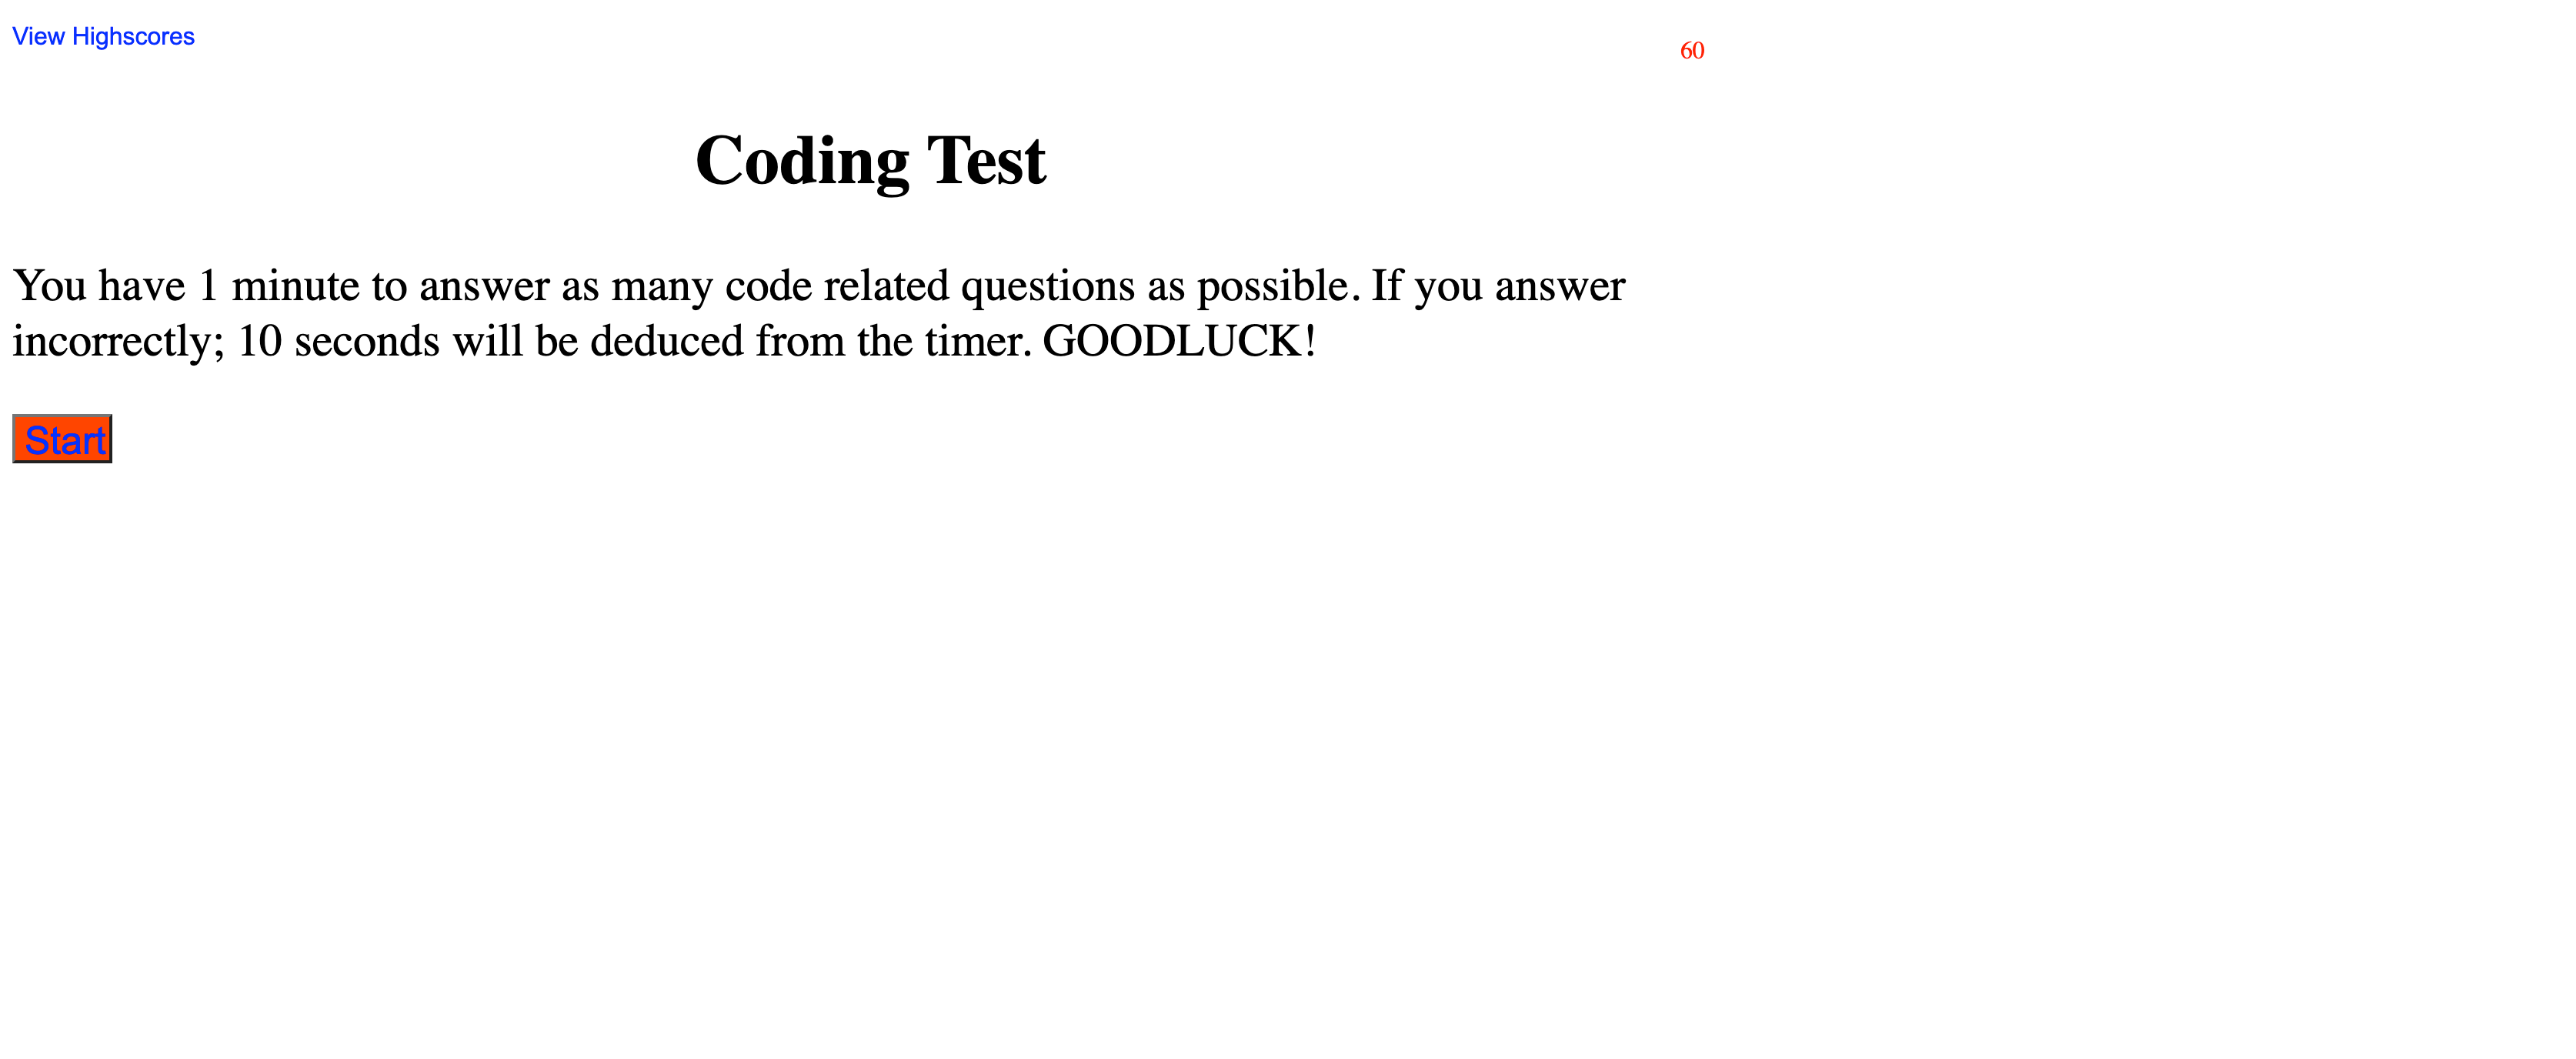 View Highscores
60
Coding Test
You have 1 minute to answer as many code related questions as possible. If you answer
incorrectly; 10 seconds will be deduced from the timer. GOODLUCK!
Start